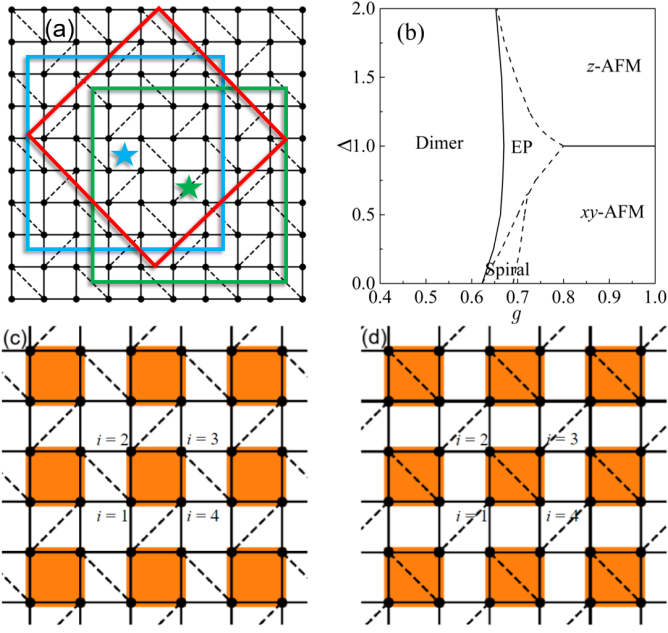 (a)
(b)
2.0
1.5
1.0
0.5
0.0
Δ
z-AFM
Dimer
EP
xy-AFM
Spiral
0.4 0.5 0.6 0.7 0.8 0.9 1.0
g
(c)
i = 2 i = 3
i = 1 i = 4
(d)
i = 2 i = 3
i = 1 i = 4